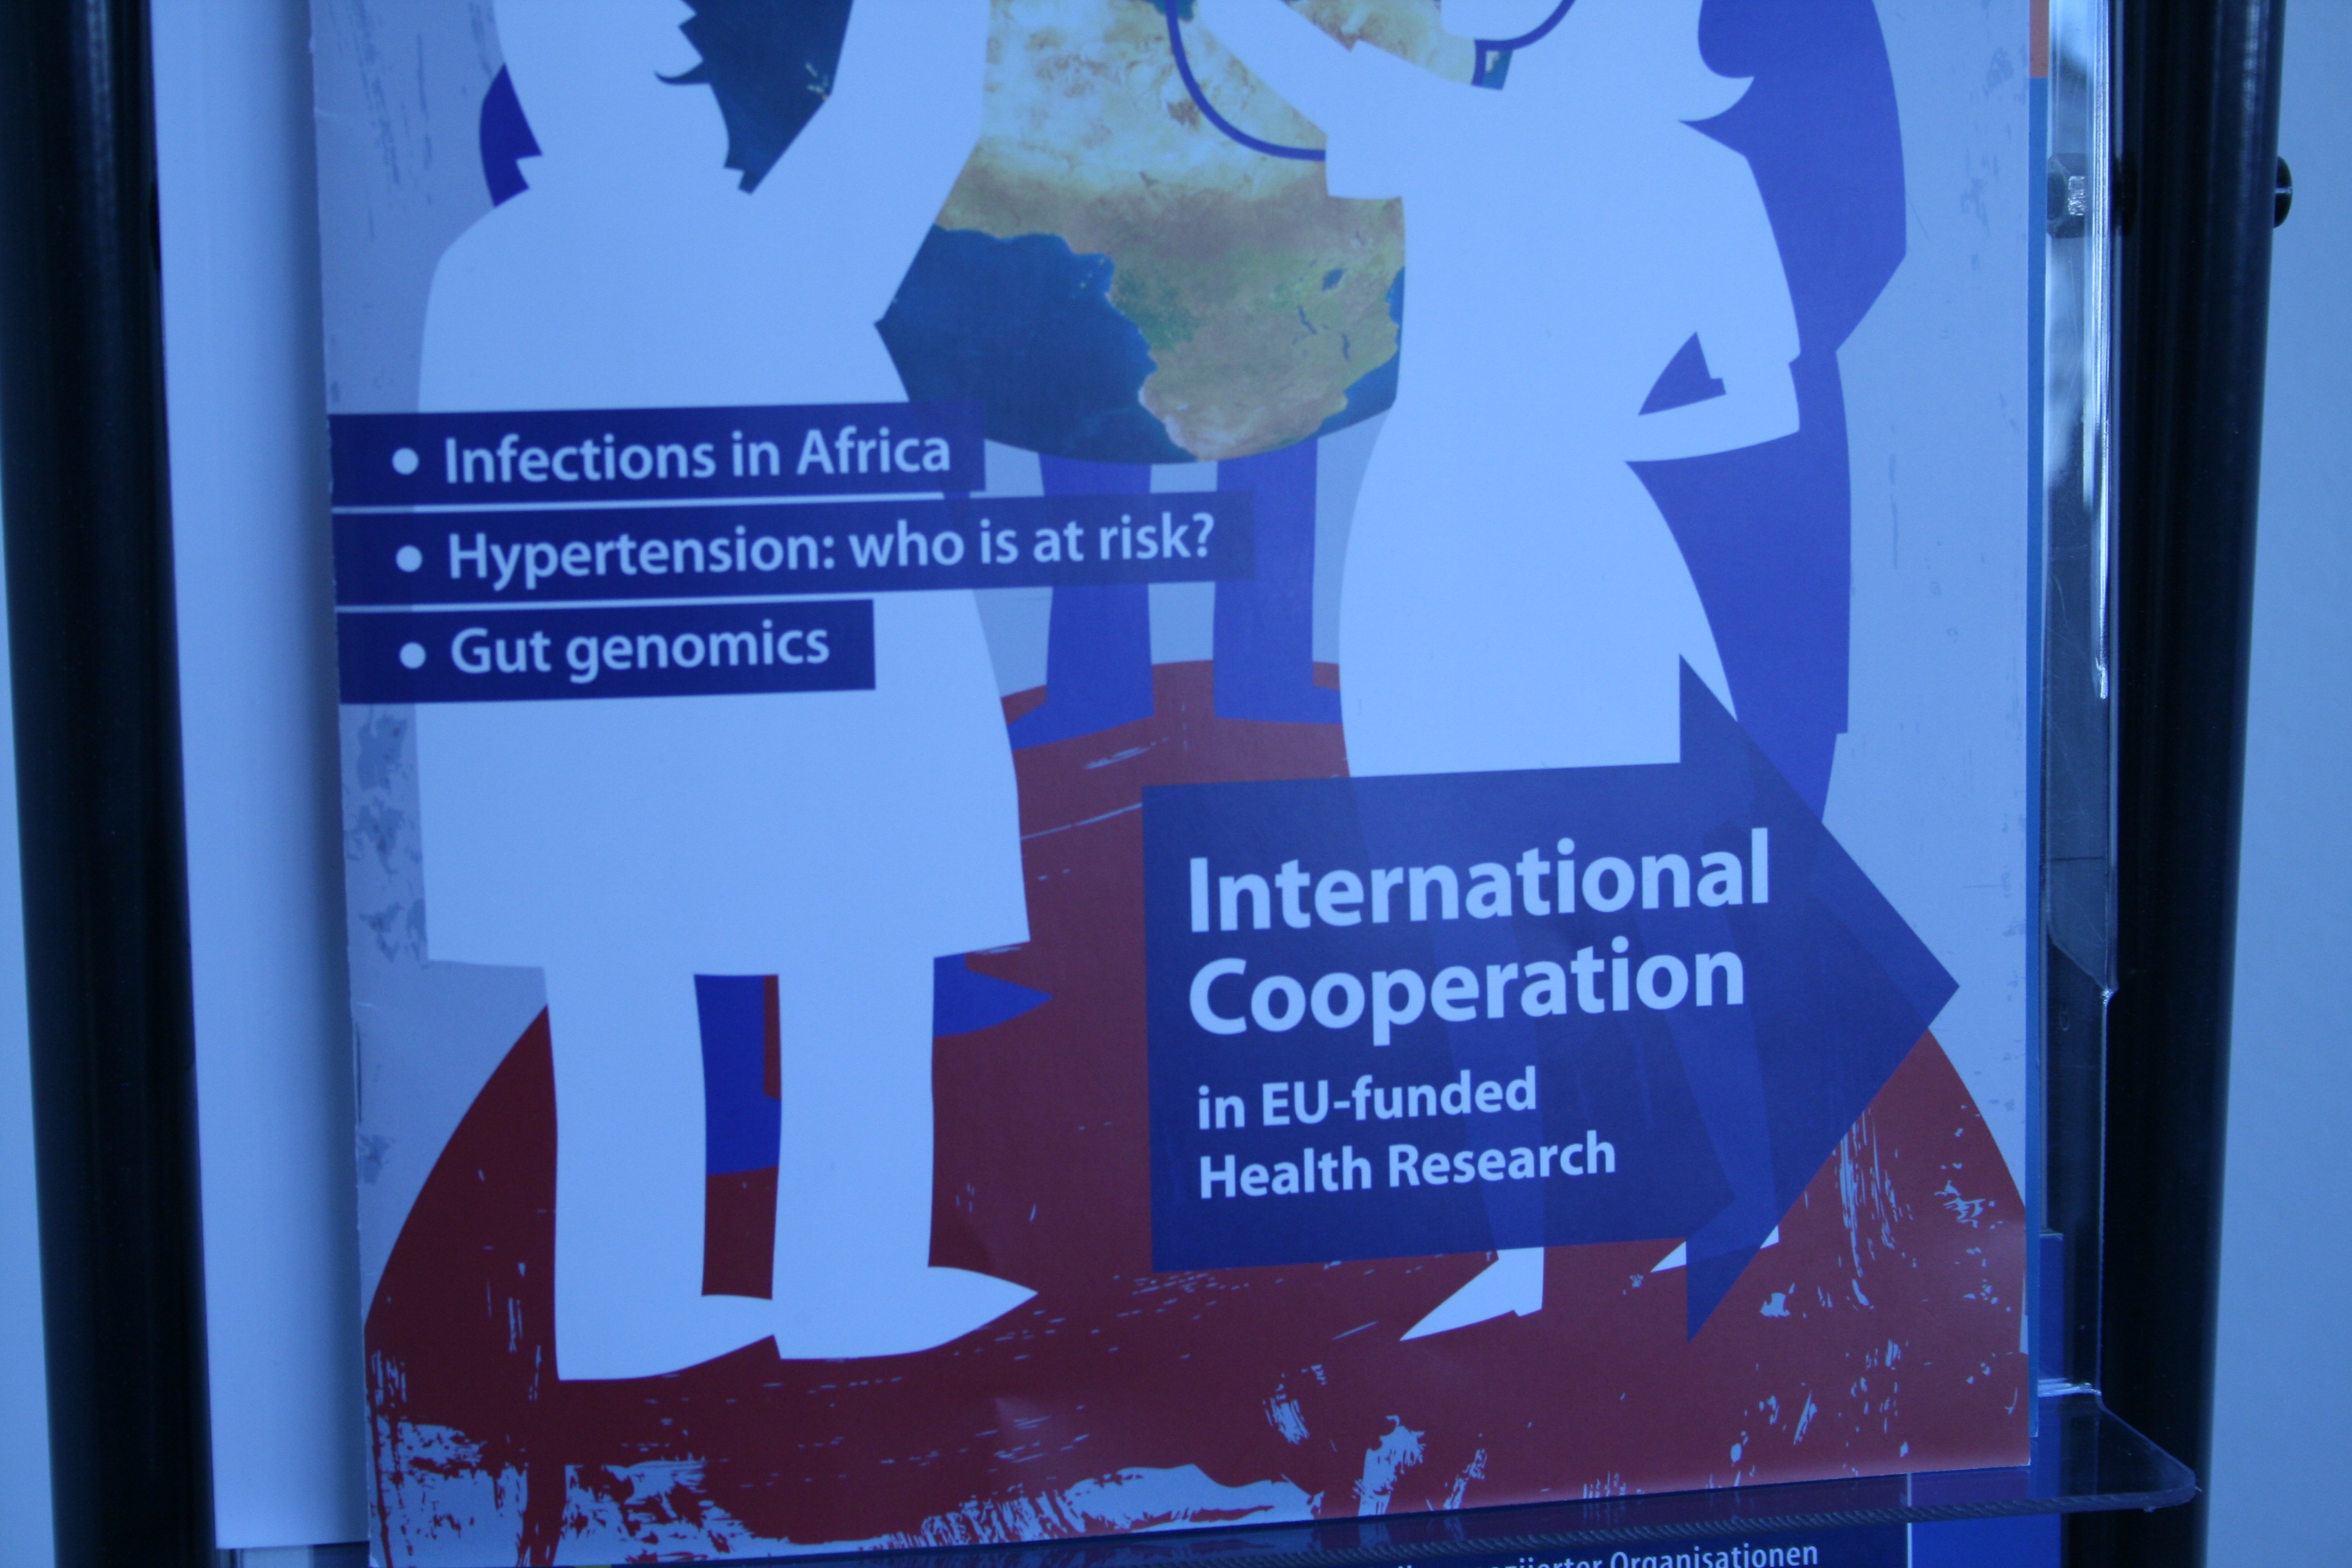 • Infections in Africa
• Hypertension: who is at risk?
• Gut genomics
International
Cooperation
in EU-funded
Health Research
Organisationen